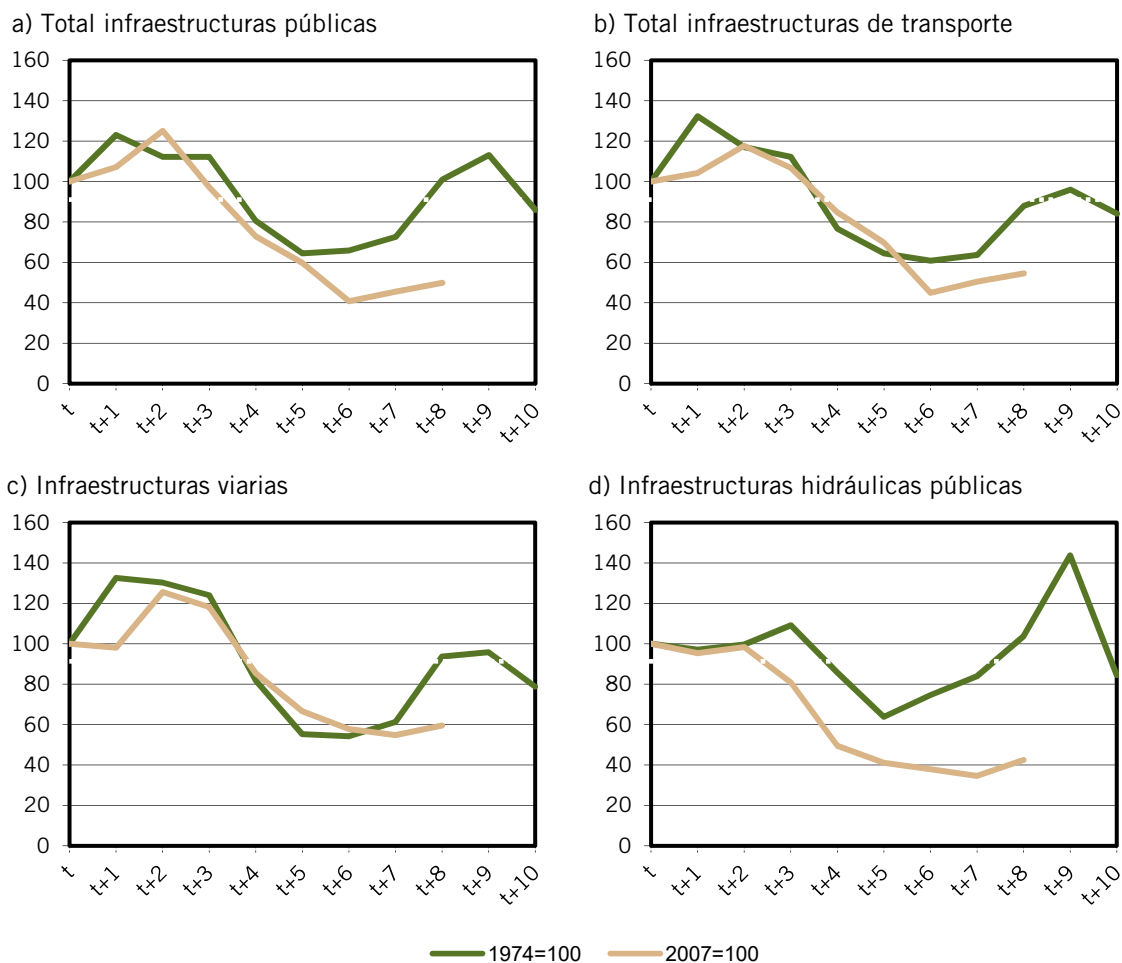 a) Total infraestructuras públicas
160
140
120
100
80
60
40
20
0
t
t+1
t+2
t+3
t+4
t+5
t+6
t+7
t+8
t+9
t+10
b) Total infraestructuras de transporte
160
140
120
100
80
60
40
20
0
t
t+1
t+2
t+3
t+4
t+5
t+6
t+7
t+8
t+9
t+10
c) Infraestructuras viarias
160
140
120
100
80
60
40
20
0
t
t+1
t+2
t+3
t+4
t+5
t+6
t+7
t+8
t+9
t+10
d) Infraestructuras hidráulicas públicas
160
140
120
100
80
60
40
20
0
t
t+1
t+2
t+3
t+4
t+5
t+6
t+7
t+8
t+9
t+10
1974=100
2007=100